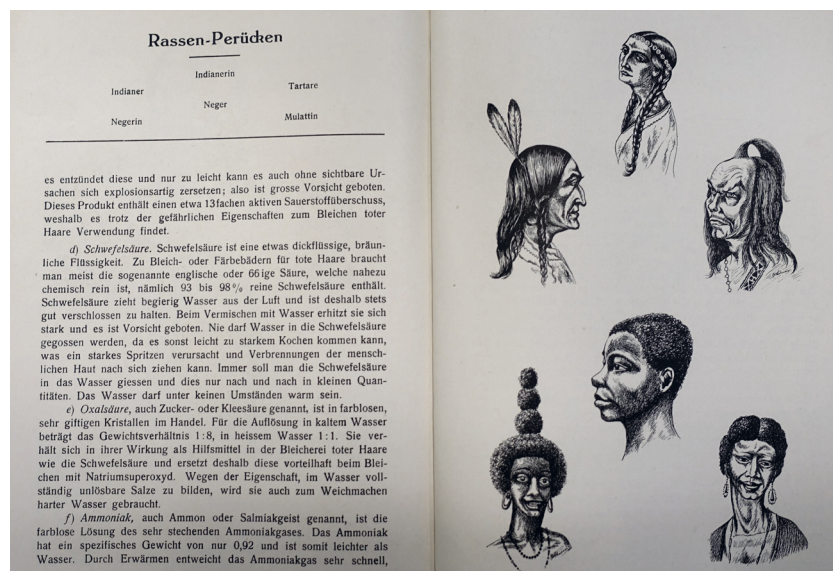 Rassen-Perücken
Indianerin
Indianer
Tartare
Neger
Negerin
Mulattin
es entzündet diese und nur zu leicht kann es auch ohne sichtbare Ur-
sachen sich explosionsartig zersetzen; also ist grosse Vorsicht geboten.
Dieses Produkt enthält einen etwa 13fachen aktiven Sauerstoffüberschuss,
weshalb es trotz der gefährlichen Eigenschaften zum Bleichen toter
Haare Verwendung findet.
d) Schwefelsäure. Schwefelsäure ist eine etwas dickflüssige, bräun-
liche Flüssigkeit. Zu Bleich- oder Färbebädern für tote Haare braucht
man meist die sogenannte englische oder 66ige Säure, welche nahezu
chemisch rein ist, nämlich 93 bis 98% reine Schwefelsäure enthält.
Schwefelsäure zieht begierig Wasser aus der Luft und ist deshalb stets
gut verschlossen zu halten. Beim Vermischen mit Wasser erhitzt sie sich
stark und es ist Vorsicht geboten. Nie darf Wasser in die Schwefelsäure
gegossen werden, da es sonst leicht zu starkem Kochen kommen kann,
was ein starkes Spritzen verursacht und Verbrennungen der mensch-
lichen Haut nach sich ziehen kann. Immer soll man die Schwefelsäure
in das Wasser giessen und dies nur nach und nach in kleinen Quan-
titäten. Das Wasser darf unter keinen Umständen warm sein.
e) Oxalsäure, auch Zucker- oder Kleesäure genannt, ist in farblosen,
sehr giftigen Kristallen im Handel. Für die Auflösung in kaltem Wasser
beträgt das Gewichtsverhältnis 1:8, in heissem Wasser 1:1. Sie ver-
hält sich in ihrer Wirkung als Hilfsmittel in der Bleicherei toter Haare
wie die Schwefelsäure und ersetzt deshalb diese vorteilhaft beim Blei-
chen mit Natriumsuperoxyd. Wegen der Eigenschaft, im Wasser voll-
ständig unlösbare Salze zu bilden, wird sie auch zum Weichmachen
harter Wasser gebraucht.
f) Ammoniak, auch Ammon oder Salmiakgeist genannt, ist die
farblose Lösung des sehr stechenden Ammoniakgases. Das Ammoniak
hat ein spezifisches Gewicht von nur 0,92 und ist somit leichter als
Wasser. Durch Erwärmen entweicht das Ammoniakgas sehr schnell,